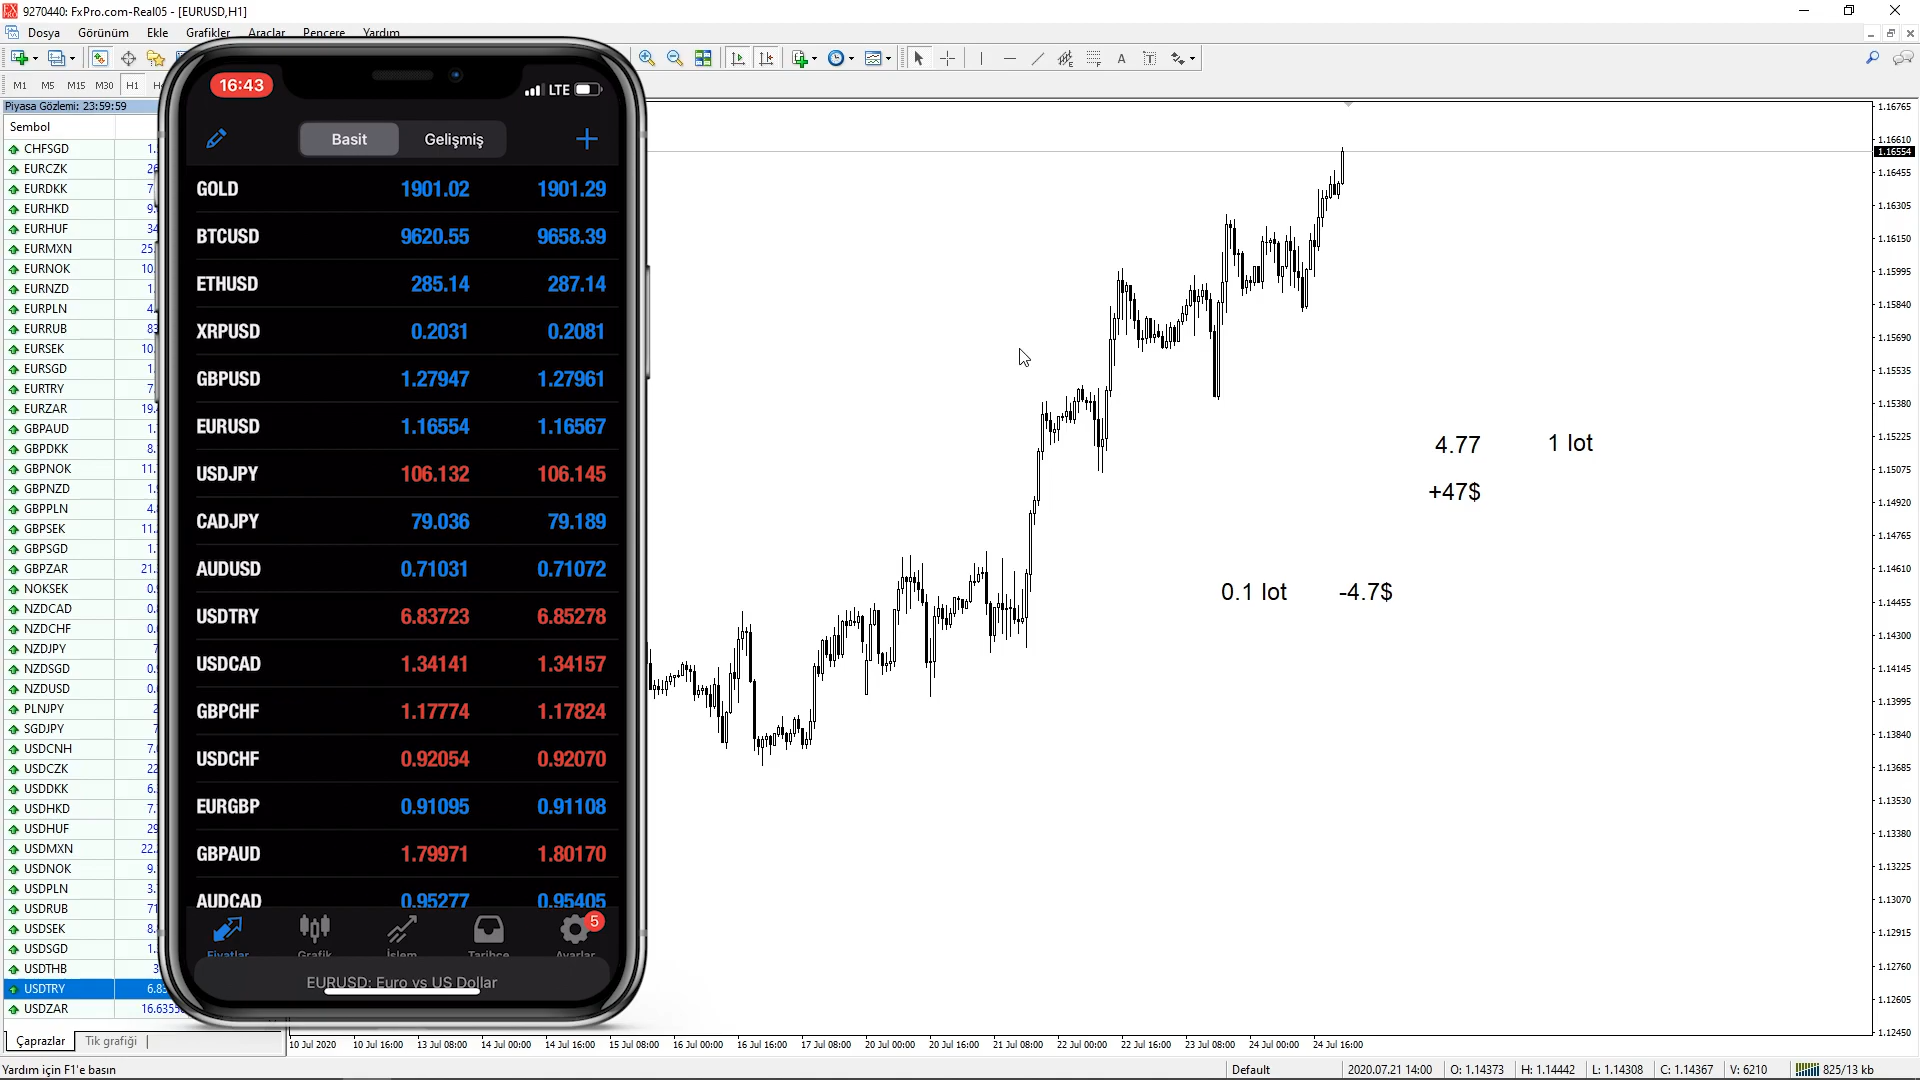 9270440: FxPro.com-Real05 - [EURUSD,H1]
Dosya Görünüm Ekle Grafikler Araçlar Pencere Yardım
M1 M5 M15 M30 H1
Piyasa Gözlemi: 23:59:59
Sembol
CHFSGD
EURCZK
EURDKK
EURHKD
EURHUF
EURMXN
EURNOK
EURNZD
EURPLN
EURRUB
EURSEK
EURSGD
EURTRY
EURZAR
GBPAUD
GBPDKK
GBPNOK
GBPNZD
GBPPLN
GBPSEK
GBPSGD
GBPZAR
NOKSEK
NZDCAD
NZDCHF
NZDJPY
NZDSGD
NZDUSD
PLNJPY
SGDJPY
USDCNH
USDCZK
USDDKK
USDHKD
USDHUF
USDMXN
USDNOK
USDPLN
USDRUB
USDSEK
USDSGD
USDTHB
USDTRY
USDZAR
Çaprazlar Tik grafiği
Yardım için F1'e basın
16:43 LTE
Basit Gelişmiş
GOLD 1901.02 1901.29
BTCUSD 9620.55 9658.39
ETHUSD 285.14 287.14
XRPUSD 0.2031 0.2081
GBPUSD 1.27947 1.27961
EURUSD 1.16554 1.16567
USDJPY 106.132 106.145
CADJPY 79.036 79.189
AUDUSD 0.71031 0.71072
USDTRY 6.83723 6.85278
USDCAD 1.34141 1.34157
GBPCHF 1.17774 1.17824
USDCHF 0.92054 0.92070
EURGBP 0.91095 0.91108
GBPAUD 1.79971 1.80170
AUDCAD 0.95277 0.95405
5
Fiyatlar Grafik İşlem Tarihçe Ayarlar
EURUSD: Euro vs US Dollar
4.77 1 lot
+47$
0.1 lot -4.7$
1.16765
1.16610
1.16554
1.16455
1.16305
1.16150
1.15995
1.15840
1.15690
1.15535
1.15380
1.15225
1.15075
1.14920
1.14765
1.14610
1.14455
1.14300
1.14145
1.13995
1.13840
1.13685
1.13530
1.13380
1.13225
1.13070
1.12915
1.12760
1.12605
1.12450
10 Jul 2020 10 Jul 16:00 13 Jul 08:00 14 Jul 00:00 14 Jul 16:00 15 Jul 08:00 16 Jul 00:00 16 Jul 16:00 17 Jul 08:00 20 Jul 00:00 20 Jul 16:00 21 Jul 08:00 22 Jul 00:00 22 Jul 16:00 23 Jul 08:00 24 Jul 00:00 24 Jul 16:00
Default 2020.07.21 14:00 O: 1.14373 H: 1.14442 L: 1.14308 C: 1.14367 V: 6210 825/13 kb